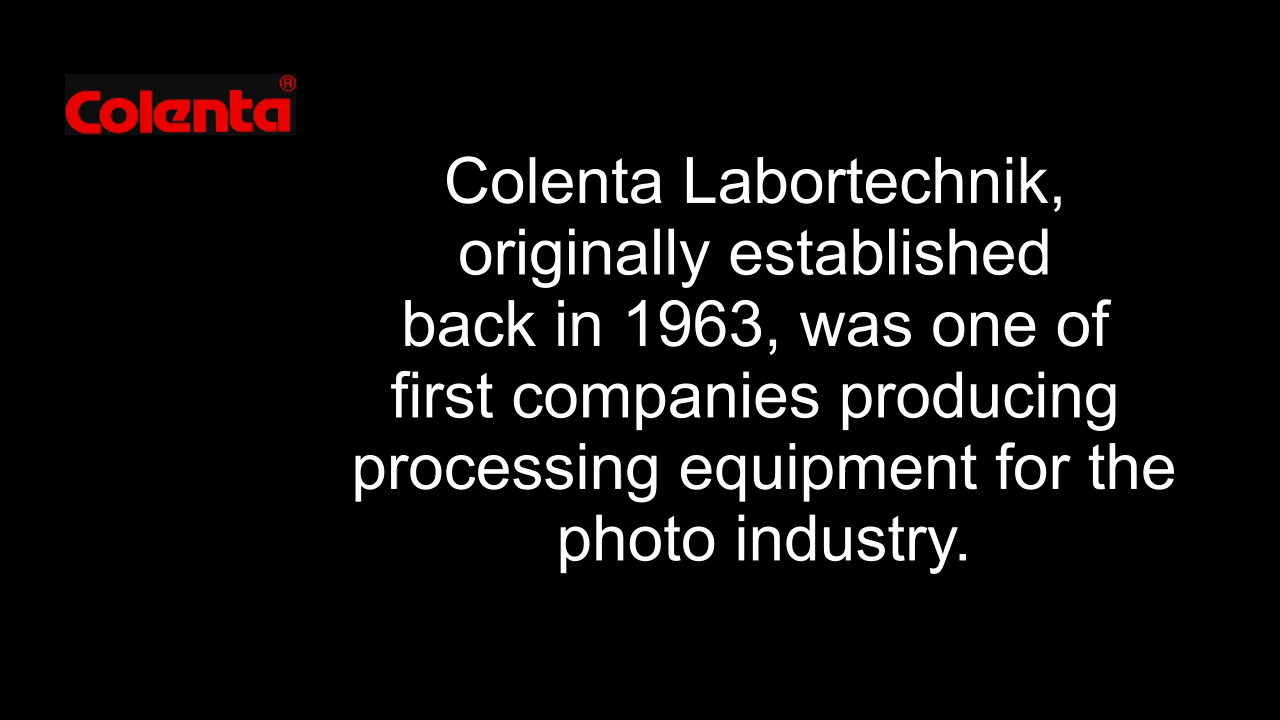 Colenta®
Colenta Labortechnik,
originally established
back in 1963, was one of
first companies producing
processing equipment for the
photo industry.